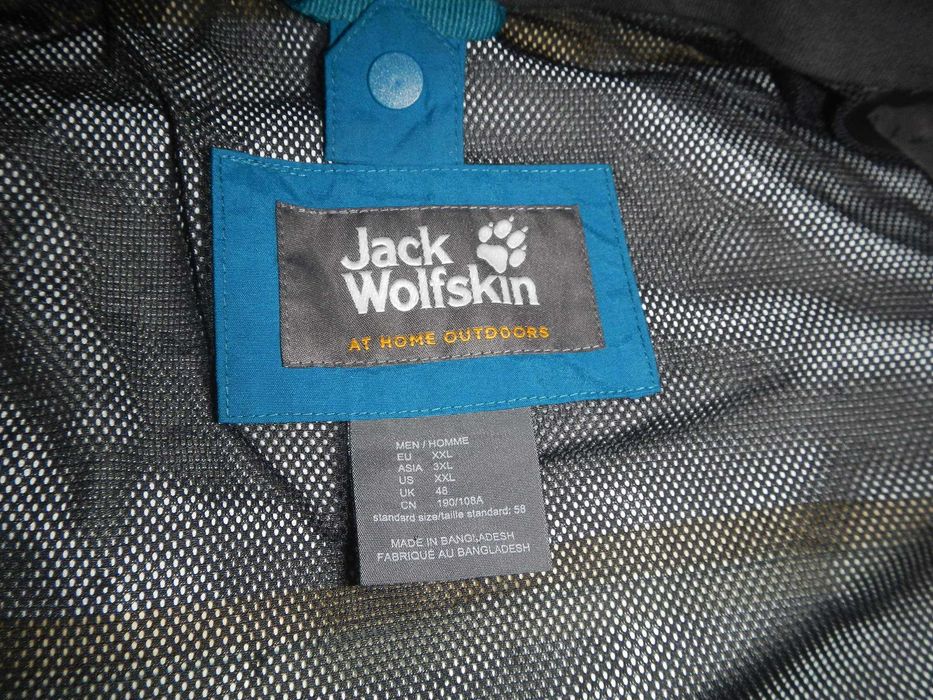 Jack
Wolfskin
AT HOME OUTDOORS
MEN / HOMME
EU XXL
ASIA 3XL
US XXL
UK 48
CN 190/108A
standard size/taille standard: 58
MADE IN BANGLADESH
FABRIQUÉ AU BANGLADESH